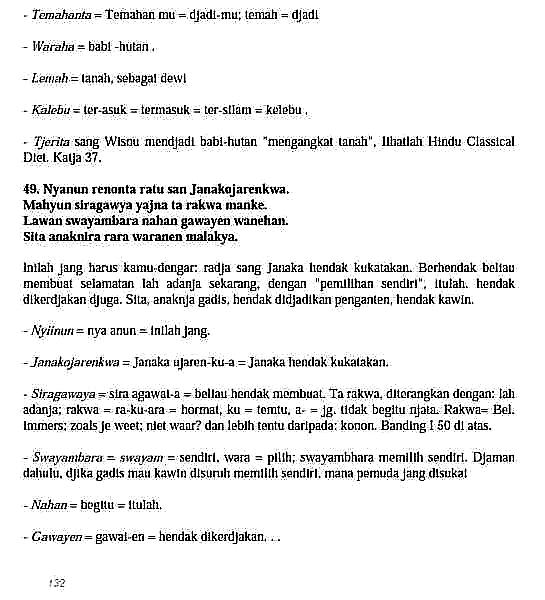 - Temahanta = Temahan mu = djadi-mu; temah = djadi
- Waraha = babi -hutan .
- Lemah = tanah, sebagai dewi
- Kalebu = ter-asuk = termasuk = ter-silam = kelebu .
- Tjerita sang Wisnu mendjadi babi-hutan "mengangkat tanah", lihatlah Hindu Classical
Dict. Katja 37.
49. Nyanun renonta ratu san Janakojarenkwa.
Mahyun siragawya yajna ta rakwa manke.
Lawan swayambara nahan gawayen wanehan.
Sita anaknira rara waranen malakya.
Inilah jang harus kamu-dengar: radja sang Janaka hendak kukatakan. Berhendak beliau
membuat selamatan lah adanja sekarang, dengan "pemilihan sendiri", itulah. hendak
dikerdjakan djuga. Sita, anaknja gadis, hendak didjadikan penganten, hendak kawin.
- Nyiinun = nya anun = inilah jang.
- Janakojarenkwa = Janaka ujaren-ku-a = Janaka hendak kukatakan.
- Siragawaya = sira agawai-a = beliau hendak membuat. Ta rakwa, diterangkan dengan: lah
adanja; rakwa = ra-ku-ara = hormat, ku = temtu, a- = jg. tidak begitu njata. Rakwa= Bel.
immers; zoals je weet; niet waar? dan lebih tentu daripada: konon. Banding I 50 di atas.
- Swayambara = swayam = sendiri, wara = pilih; swayambhara memilih sendiri. Djaman
dahulu, djika gadis mau kawin disuruh memilih sendiri, mana pemuda jang disukai
- Nahan = begitu = itulah.
- Gawayen = gawai-en = hendak dikerdjakan. . .
132